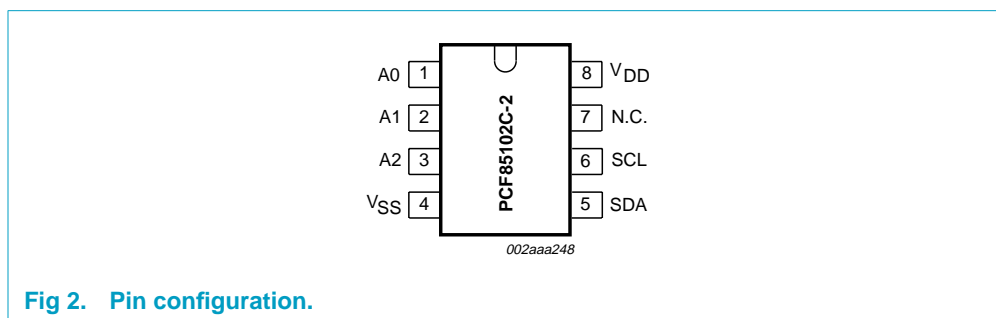 A0 1
A1 2
A2 3
VSS 4
PCF85102C-2
8 VDD
7 N.C.
6 SCL
5 SDA
002aaa248
Fig 2. Pin configuration.